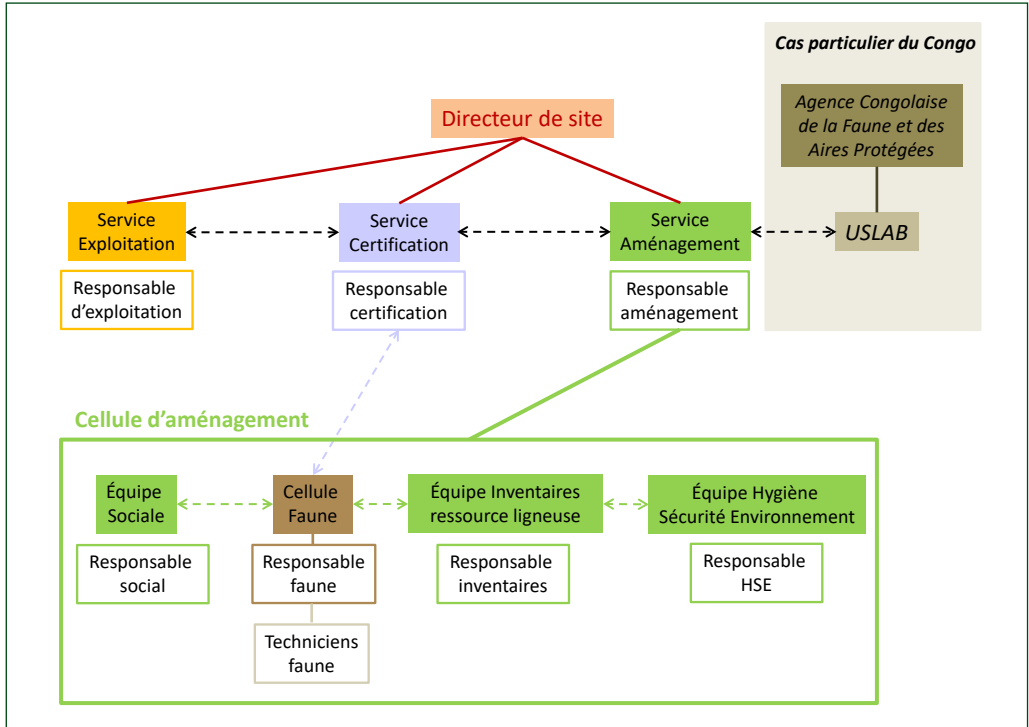 Cas particulier du Congo
Agence Congolaise
de la Faune et des
Aires Protégées
Directeur de site
Service
Exploitation
Service
Certification
Service
Aménagement
USLAB
Responsable
d'exploitation
Responsable
certification
Responsable
aménagement
Cellule d'aménagement
Équipe
Sociale
Cellule
Faune
Équipe Inventaires
ressource ligneuse
Équipe Hygiène
Sécurité Environnement
Responsable
social
Responsable
faune
Responsable
inventaires
Responsable
HSE
Techniciens
faune